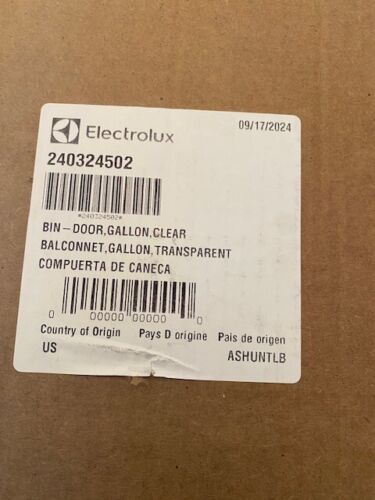 Electrolux
09/17/2024
240324502
*240324502*
BIN-DOOR,GALLON,CLEAR
BALCONNET,GALLON,TRANSPARENT
COMPUERTA DE CANECA
0 00000 00000 0
Country of Origin Pays D origine Pais de origen
US ASHUNTLB